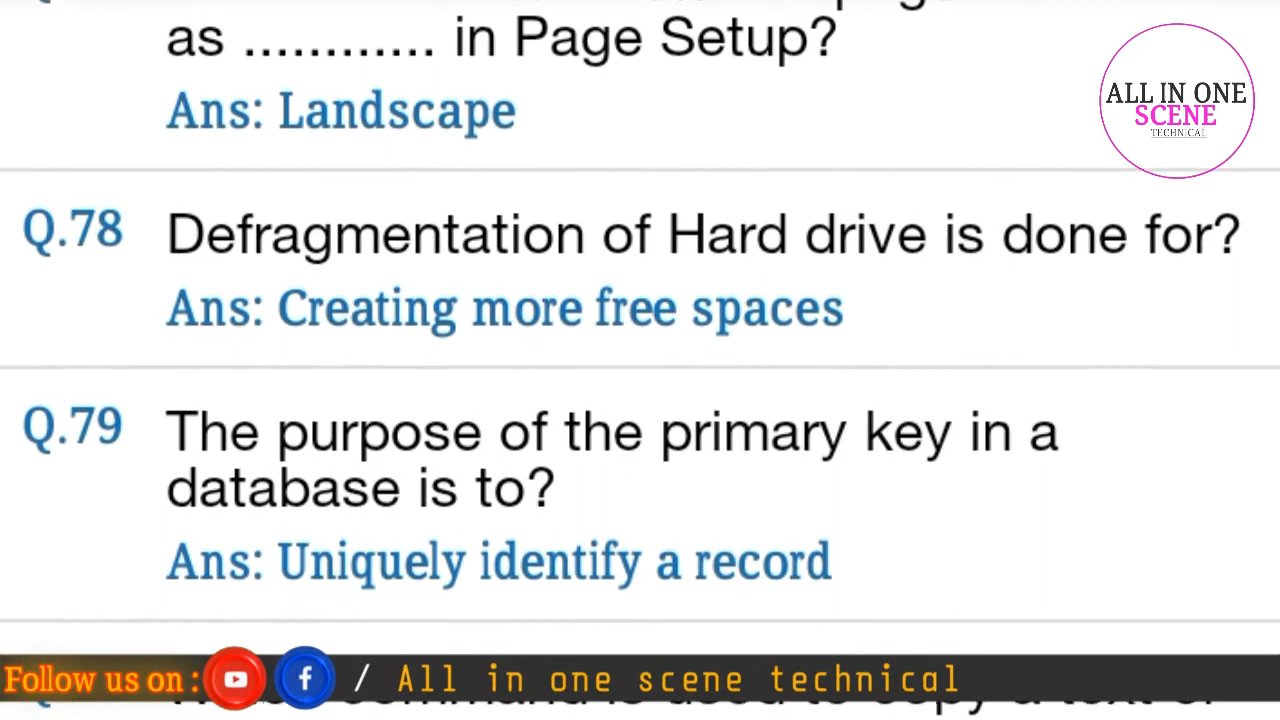 as ............ in Page Setup?
Ans: Landscape
ALL IN ONE
SCENE
TECHNICAL
Q.78 Defragmentation of Hard drive is done for?
Ans: Creating more free spaces
Q.79 The purpose of the primary key in a
database is to?
Ans: Uniquely identify a record
Follow us on : / All in one scene technical